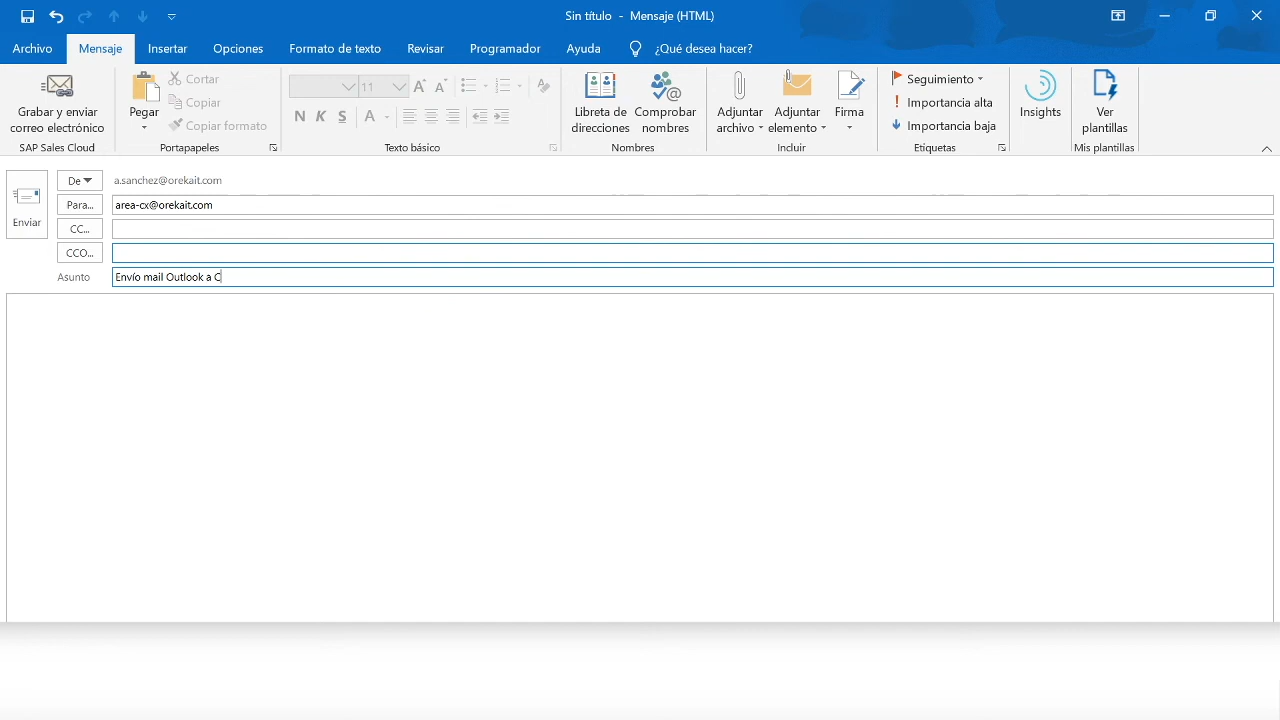 Sin título - Mensaje (HTML)
Archivo Mensaje Insertar Opciones Formato de texto Revisar Programador Ayuda ¿Qué desea hacer?
Grabar y enviar
correo electrónico
SAP Sales Cloud
Pegar
Cortar
Copiar
Copiar formato
Portapapeles
11
N K S A
Texto básico
Libreta de
direcciones
Comprobar
nombres
Nombres
Adjuntar
archivo
Adjuntar
elemento
Firma
Incluir
Seguimiento
Importancia alta
Importancia baja
Etiquetas
Insights
Ver
plantillas
Mis plantillas
Enviar
De a.sanchez@orekait.com
Para... area-cx@orekait.com
CC...
CCO...
Asunto Envío mail Outlook a C